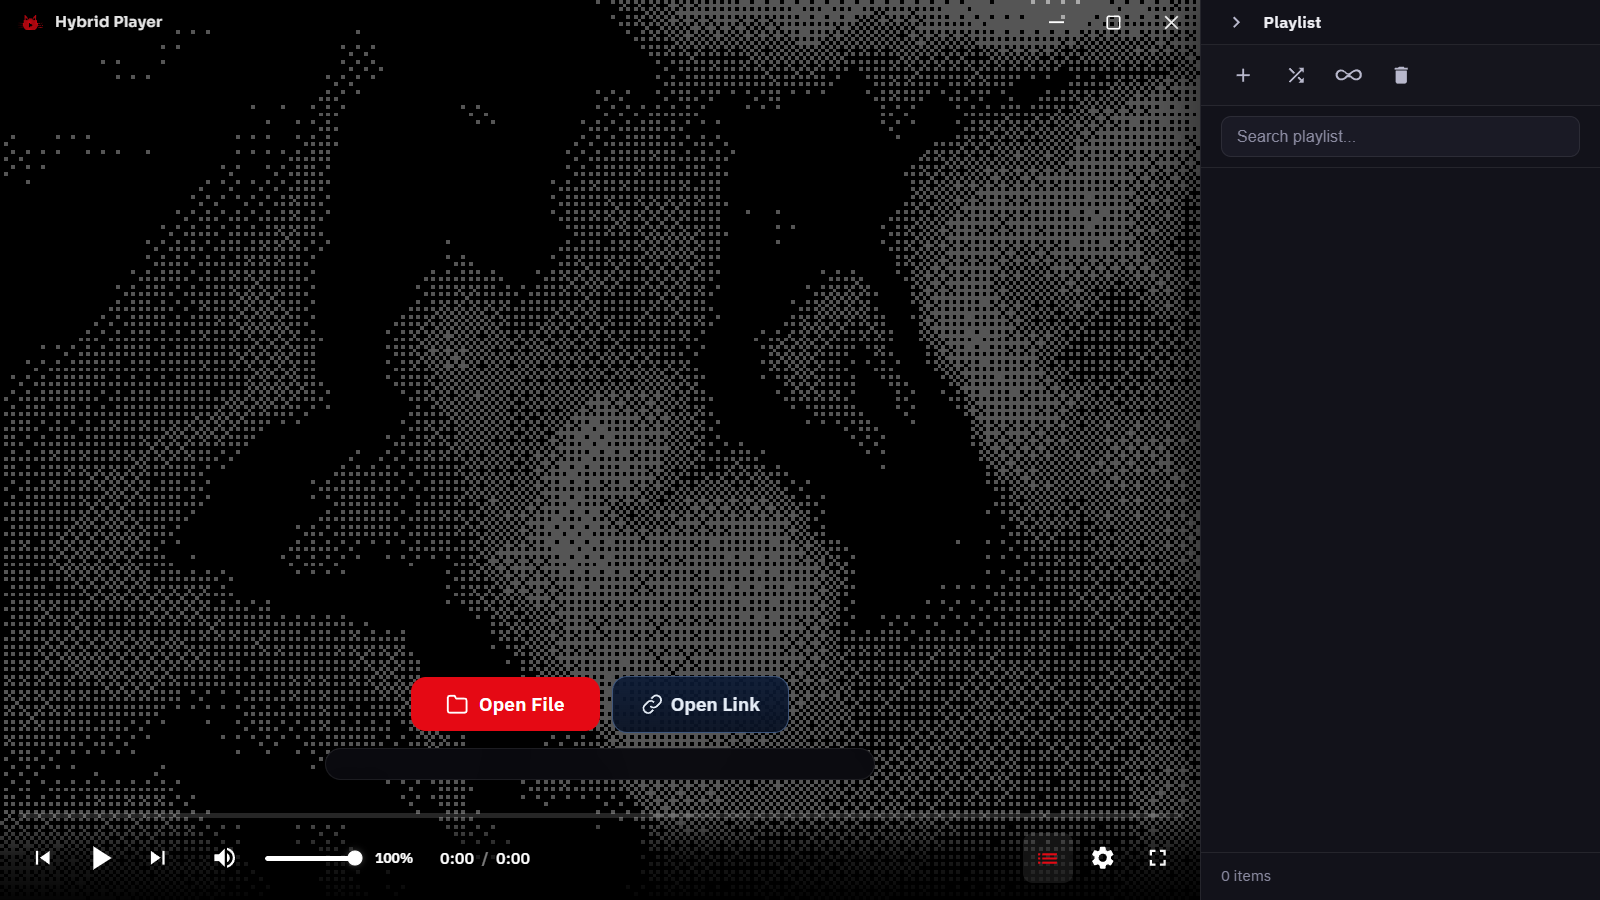 Hybrid Player
Playlist
Search playlist...
Open File
Open Link
100%
0:00 / 0:00
0 items